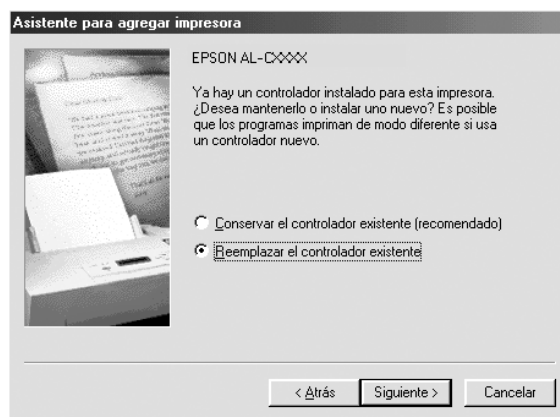 Asistente para agregar impresora
EPSON AL-CXXXX
Ya hay un controlador instalado para esta impresora.
¿Desea mantenerlo o instalar uno nuevo? Es posible
que los programas impriman de modo diferente si usa
un controlador nuevo.
Conservar el controlador existente (recomendado)
Reemplazar el controlador existente
< Atrás
Siguiente >
Cancelar